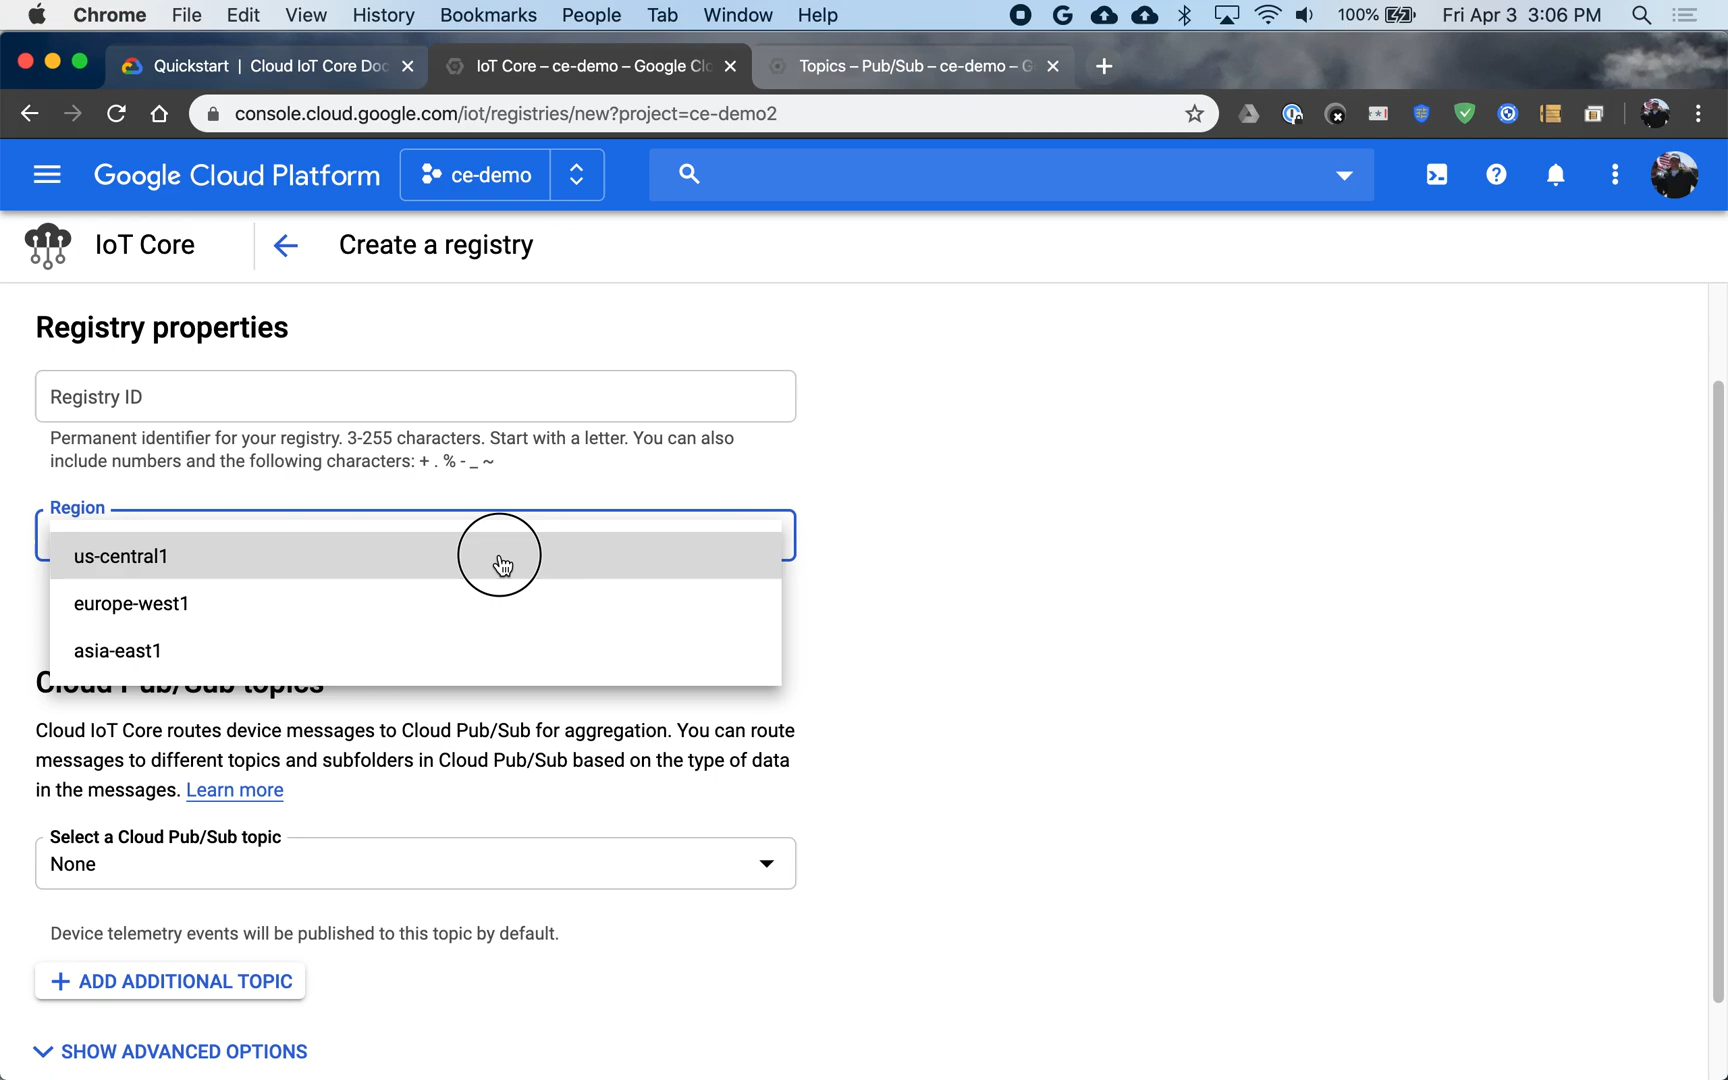 Chrome File Edit View History Bookmarks People Tab Window Help 100% Fri Apr 3 3:06 PM
Quickstart | Cloud IoT Core Doc IoT Core – ce-demo – Google Clo Topics – Pub/Sub – ce-demo – G
console.cloud.google.com/iot/registries/new?project=ce-demo2
Google Cloud Platform ce-demo
IoT Core Create a registry
Registry properties
Registry ID
Permanent identifier for your registry. 3-255 characters. Start with a letter. You can also
include numbers and the following characters: + . % - _ ~
Region
us-central1
europe-west1
asia-east1
Cloud Pub/Sub topics
Cloud IoT Core routes device messages to Cloud Pub/Sub for aggregation. You can route
messages to different topics and subfolders in Cloud Pub/Sub based on the type of data
in the messages. Learn more
Select a Cloud Pub/Sub topic
None
Device telemetry events will be published to this topic by default.
+ ADD ADDITIONAL TOPIC
SHOW ADVANCED OPTIONS